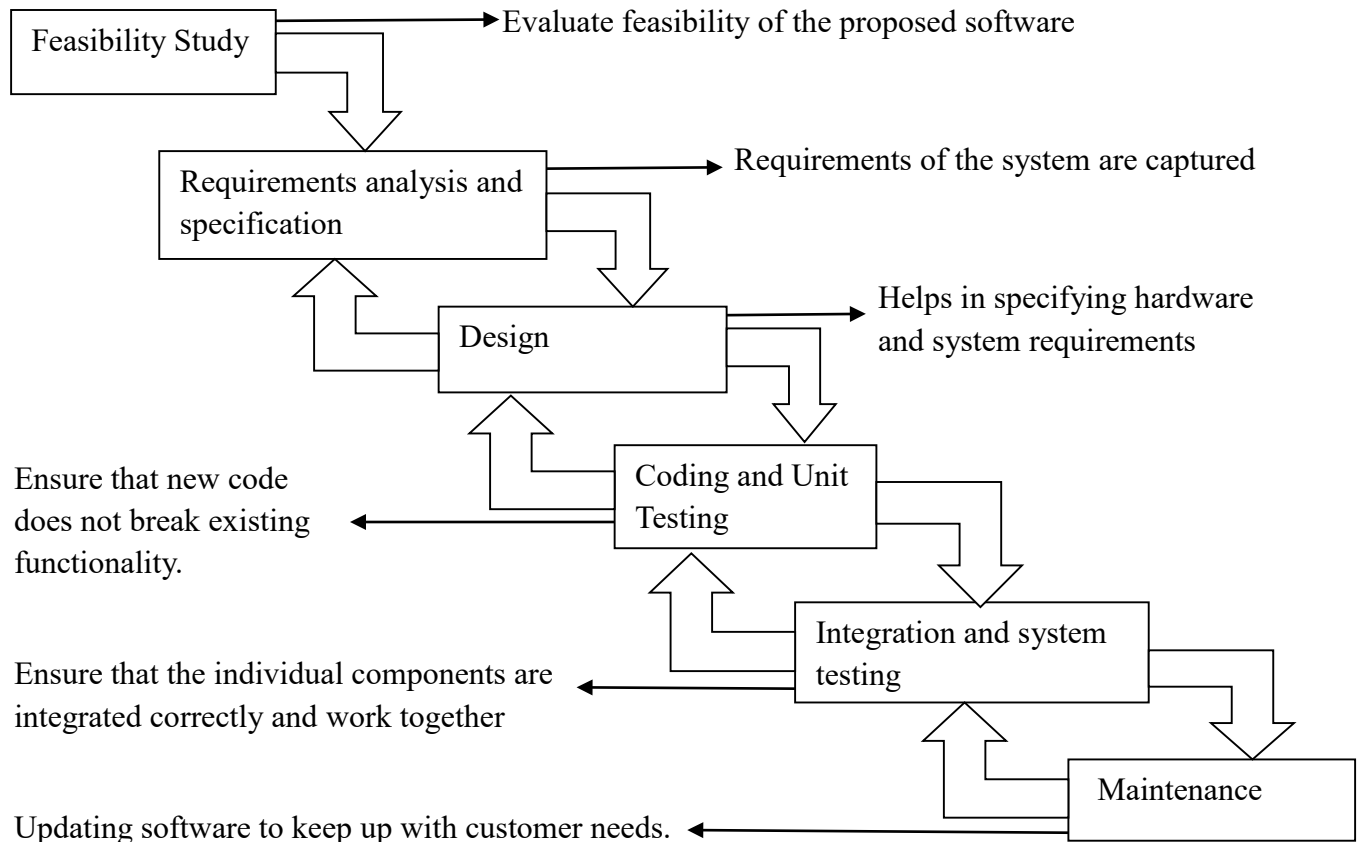 Feasibility Study
Evaluate feasibility of the proposed software
Requirements analysis and
specification
Requirements of the system are captured
Design
Helps in specifying hardware
and system requirements
Coding and Unit
Testing
Ensure that new code
does not break existing
functionality.
Integration and system
testing
Ensure that the individual components are
integrated correctly and work together
Maintenance
Updating software to keep up with customer needs.